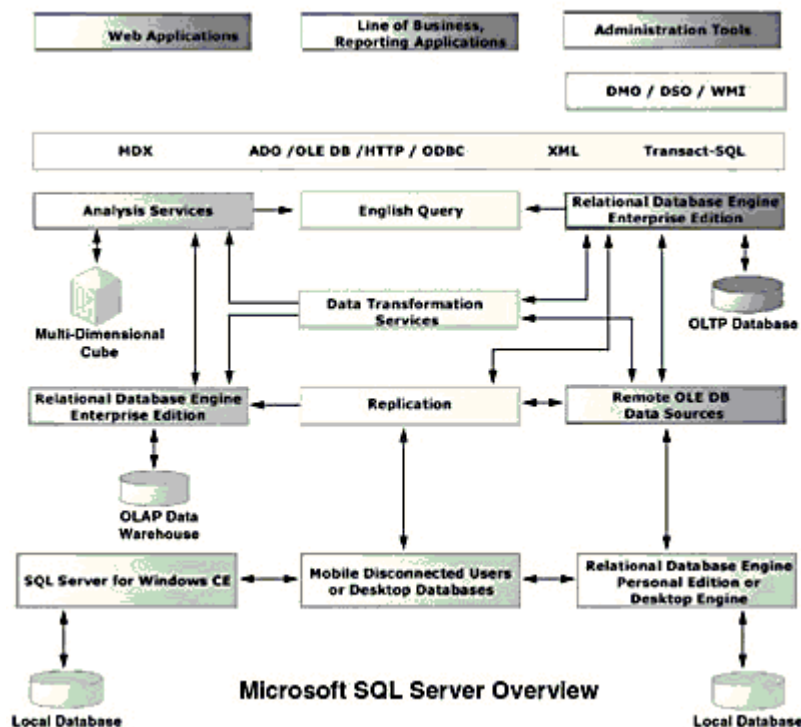 Web Applications
Line of Business,
Reporting Applications
Administration Tools
DMO / DSO / WMI
MDX
ADO /OLE DB /HTTP / ODBC
XML
Transact-SQL
Analysis Services
English Query
Relational Database Engine
Enterprise Edition
Multi-Dimensional
Cube
Data Transformation
Services
OLTP Database
Relational Database Engine
Enterprise Edition
Replication
Remote OLE DB
Data Sources
OLAP Data
Warehouse
SQL Server for Windows CE
Mobile Disconnected Users
or Desktop Databases
Relational Database Engine
Personal Edition or
Desktop Engine
Local Database
Microsoft SQL Server Overview
Local Database